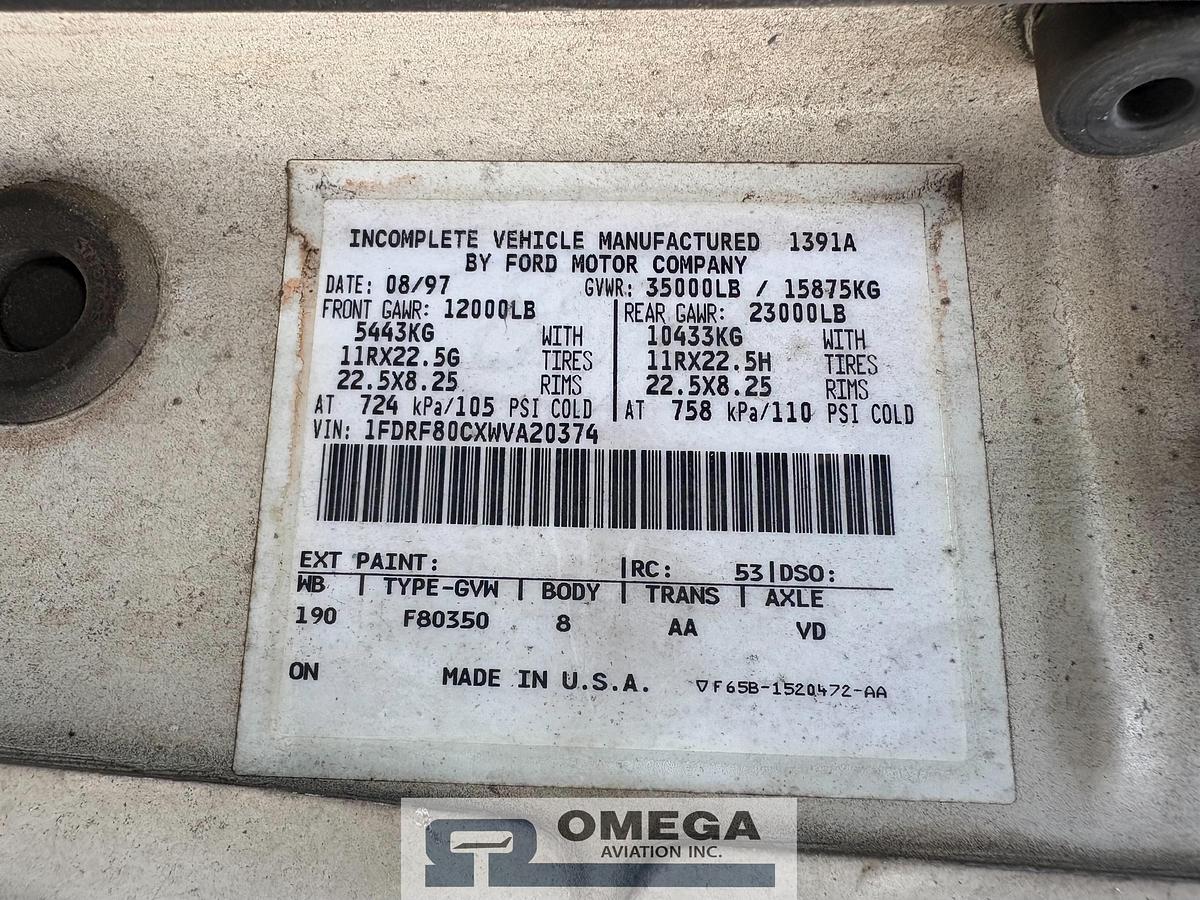 INCOMPLETE VEHICLE MANUFACTURED 1391A
BY FORD MOTOR COMPANY
DATE: 08/97 GVWR: 35000LB / 15875KG
FRONT GAWR: 12000LB REAR GAWR: 23000LB
5443KG WITH 10433KG WITH
11RX22.5G TIRES 11RX22.5H TIRES
22.5X8.25 RIMS 22.5X8.25 RIMS
AT 724 kPa/105 PSI COLD AT 758 kPa/110 PSI COLD
VIN: 1FDRF80CXWVA20374
EXT PAINT: |RC: 53|DSO:
WB | TYPE-GVW | BODY | TRANS | AXLE
190 F80350 8 AA VD
ON MADE IN U.S.A. ▽F65B-1520472-AA
OMEGA
AVIATION INC.